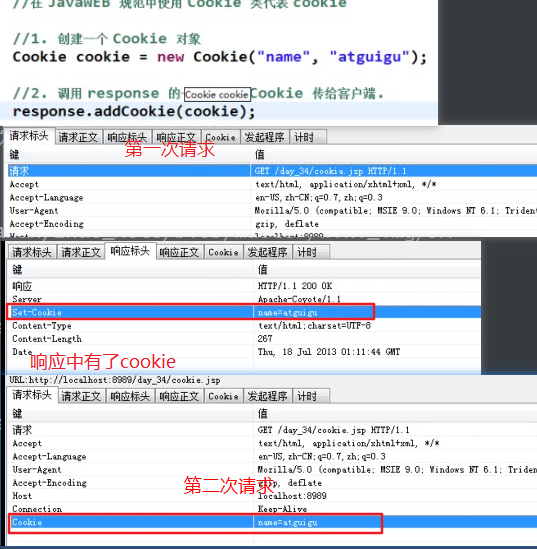 //在 JavaWEB 规范中使用 Cookie 类代表 cookie
//1. 创建一个 Cookie 对象
Cookie cookie = new Cookie("name", "atguigu");
//2. 调用 response 的 Cookie cookie Cookie 传给客户端.
response.addCookie(cookie);
请求标头 请求正文 响应标头 响应正文 Cookie 发起程序 计时
第一次请求
键 值
请求 GET /day_34/cookie.jsp HTTP/1.1
Accept text/html, application/xhtml+xml, */*
Accept-Language en-US,zh-CN;q=0.7,zh;q=0.3
User-Agent Mozilla/5.0 (compatible; MSIE 9.0; Windows NT 6.1; Trident
Accept-Encoding gzip, deflate
Host localhost:8989
请求标头 请求正文 响应标头 响应正文 Cookie 发起程序 计时
键 值
响应 HTTP/1.1 200 OK
Server Apache-Coyote/1.1
Set-Cookie name=atguigu
Content-Type text/html;charset=UTF-8
Content-Length 267
Date Thu, 18 Jul 2013 01:11:44 GMT
响应中有了cookie
URL:http://localhost:8989/day_34/cookie.jsp
请求标头 请求正文 响应标头 响应正文 Cookie 发起程序 计时
键 值
请求 GET /day_34/cookie.jsp HTTP/1.1
Accept text/html, application/xhtml+xml, */*
Accept-Language en-US,zh-CN;q=0.7,zh;q=0.3
User-Agent Mozilla/5.0 (compatible; MSIE 9.0; Windows NT 6.1; Trident
Accept-Encoding gzip, deflate
第二次请求
Host localhost:8989
Connection Keep-Alive
Cookie name=atguigu